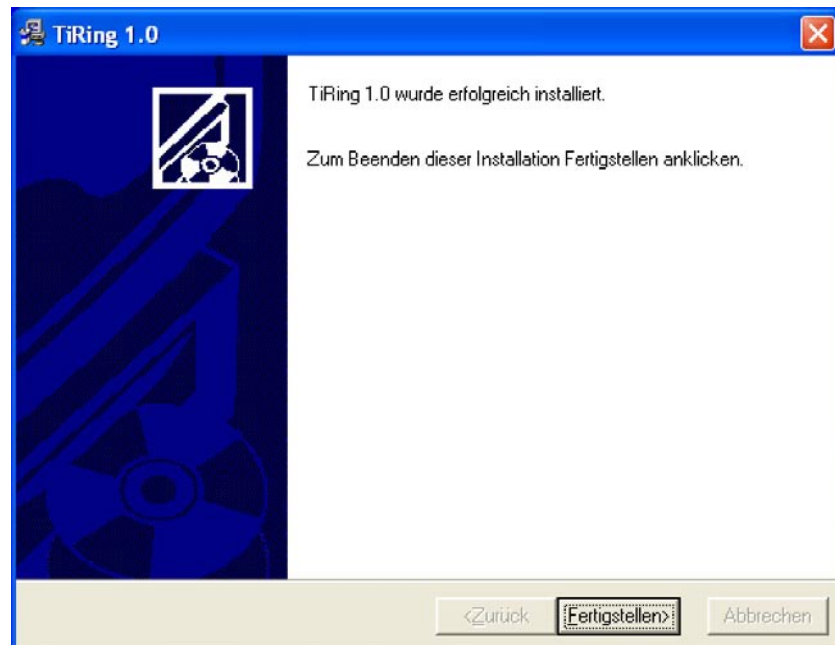 TiRing 1.0
TiRing 1.0 wurde erfolgreich installiert.
Zum Beenden dieser Installation Fertigstellen anklicken.
<Zurück Fertigstellen> Abbrechen